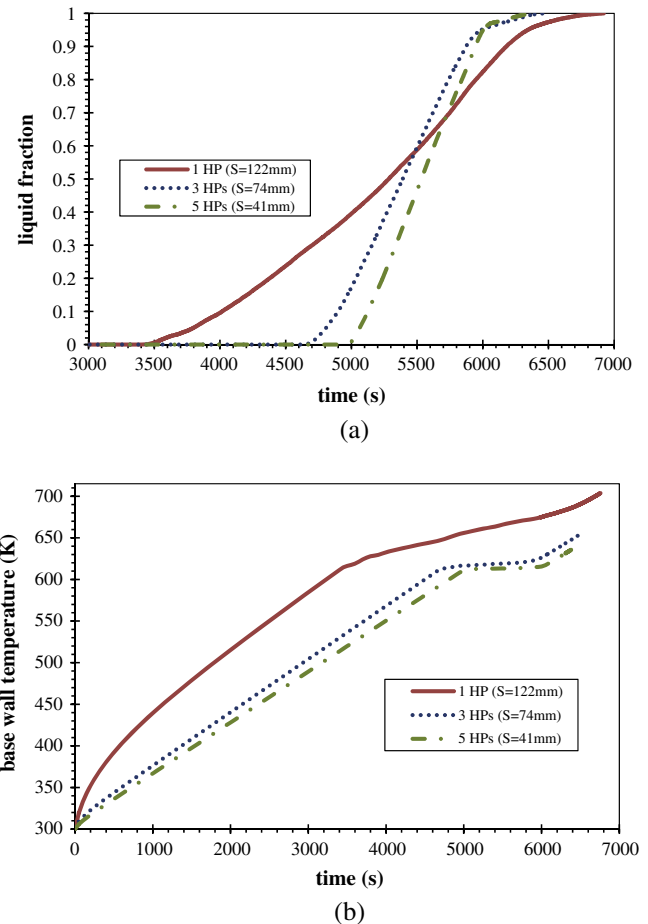 1
0.9
0.8
0.7
0.6
0.5
0.4
0.3
0.2
0.1
0
liquid fraction
1 HP (S=122mm)
3 HPs (S=74mm)
5 HPs (S=41mm)
3000 3500 4000 4500 5000 5500 6000 6500 7000
time (s)
(a)
700
650
600
550
500
450
400
350
300
base wall temperature (K)
1 HP (S=122mm)
3 HPs (S=74mm)
5 HPs (S=41mm)
0 1000 2000 3000 4000 5000 6000 7000
time (s)
(b)